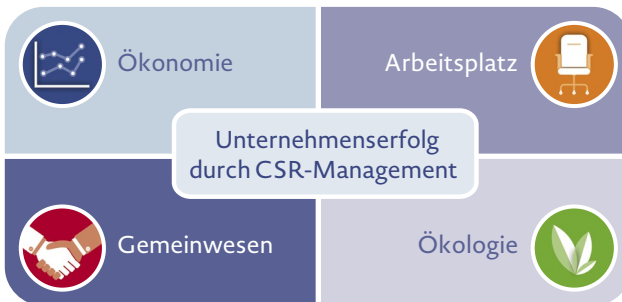 Ökonomie
Arbeitsplatz
Unternehmenserfolg
durch CSR-Management
Gemeinwesen
Ökologie